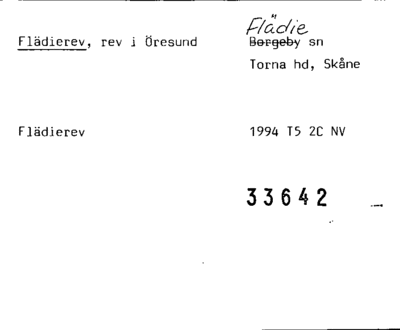 Flädie
Flädierev, rev i Öresund Borgeby sn
Torna hd, Skåne
Flädierev 1994 T5 2C NV
33642